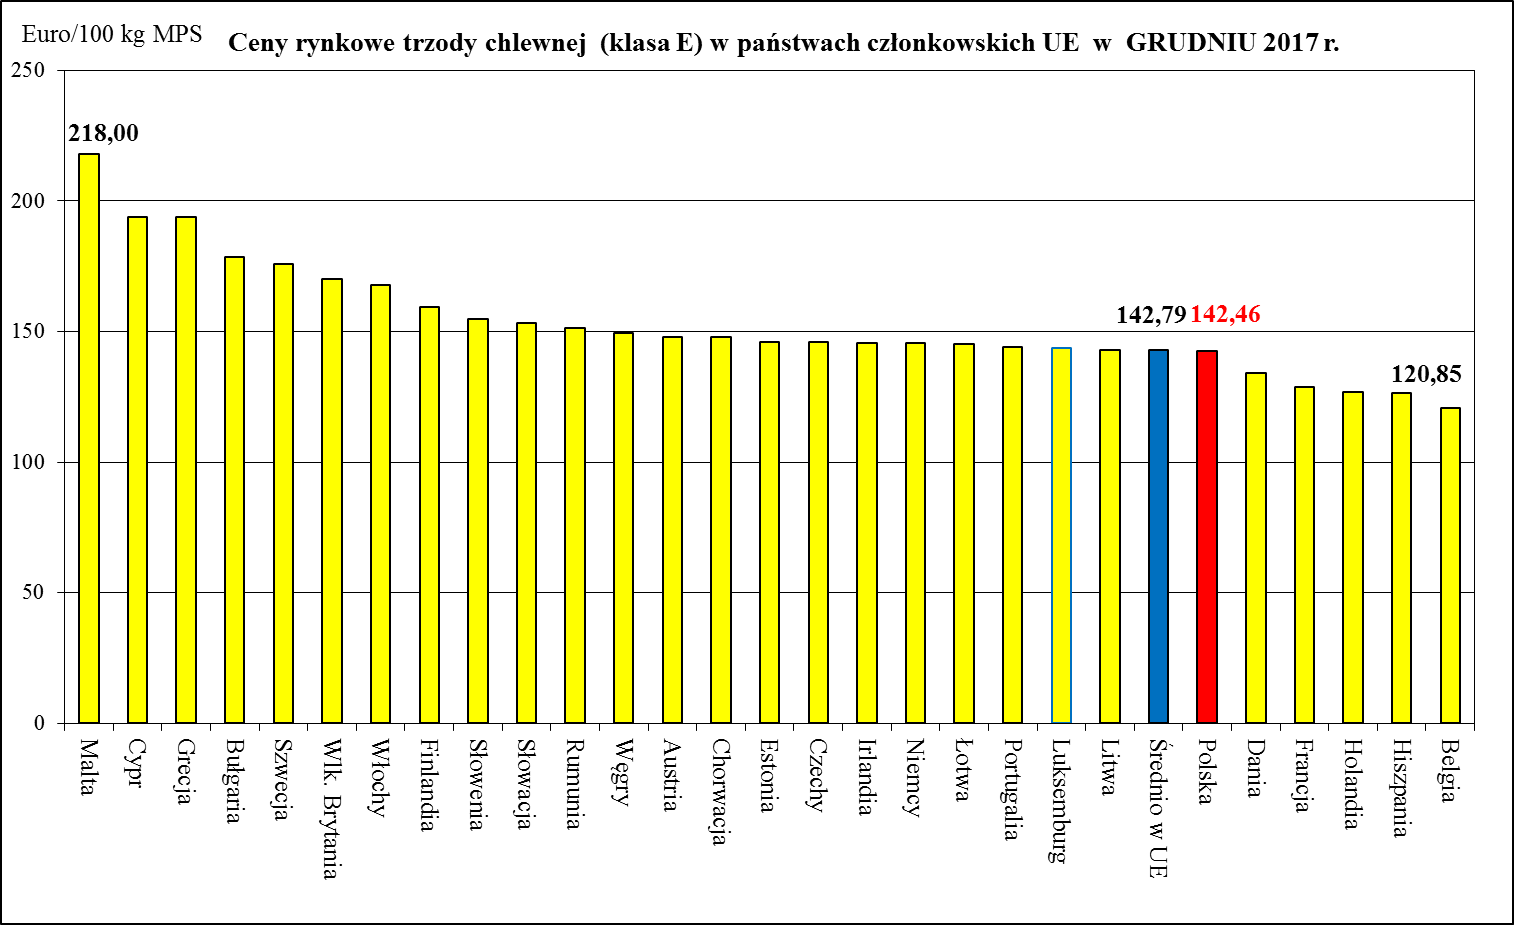 Euro/100 kg MPS
Ceny rynkowe trzody chlewnej (klasa E) w państwach członkowskich UE w GRUDNIU 2017 r.
250
200
150
100
50
0
218,00
142,79
142,46
120,85
Malta
Cypr
Grecja
Bułgaria
Szwecja
Wlk. Brytania
Włochy
Finlandia
Słowenia
Słowacja
Rumunia
Węgry
Austria
Chorwacja
Estonia
Czechy
Irlandia
Niemcy
Łotwa
Portugalia
Luksemburg
Litwa
Średnio w UE
Polska
Dania
Francja
Holandia
Hiszpania
Belgia